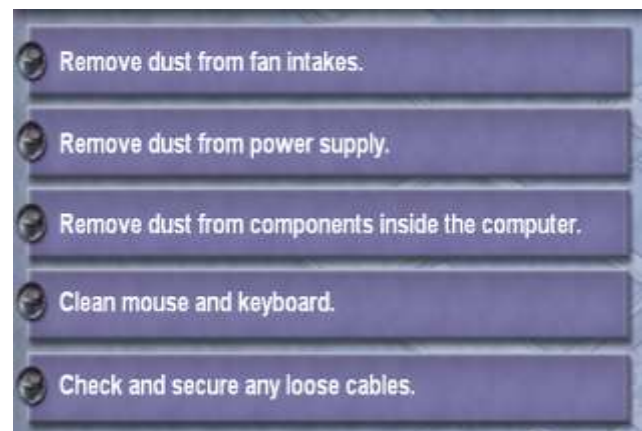 Remove dust from fan intakes.
Remove dust from power supply.
Remove dust from components inside the computer.
Clean mouse and keyboard.
Check and secure any loose cables.